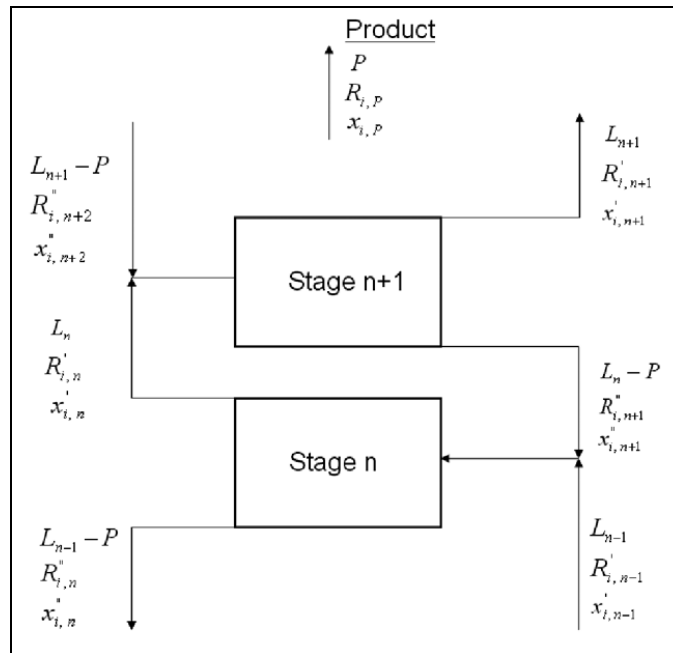 Product
P
R_{i,P}
x_{i,P}
L_{n+1} − P
R''_{i,n+2}
x''_{i,n+2}
L_{n+1}
R'_{i,n+1}
x'_{i,n+1}
Stage n+1
L_n
R'_{i,n}
x'_{i,n}
L_n − P
R''_{i,n+1}
x''_{i,n+1}
Stage n
L_{n−1} − P
R''_{i,n}
x''_{i,n}
L_{n−1}
R'_{i,n−1}
x'_{i,n−1}